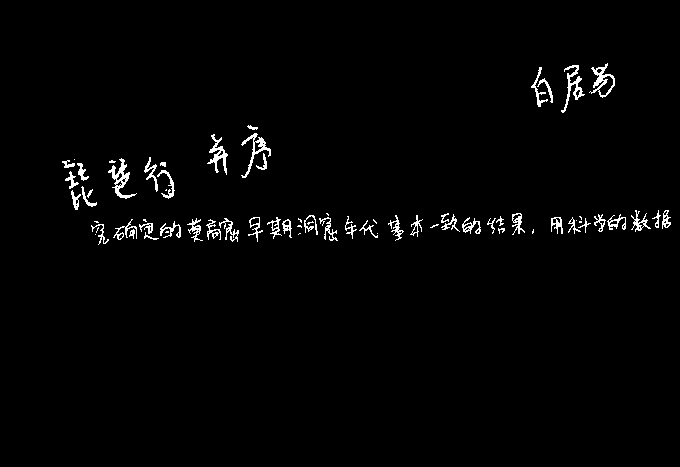 白居易
琵琶行 并序
究确定的莫高窟早期洞窟年代基本一致的结果，用科学的数据